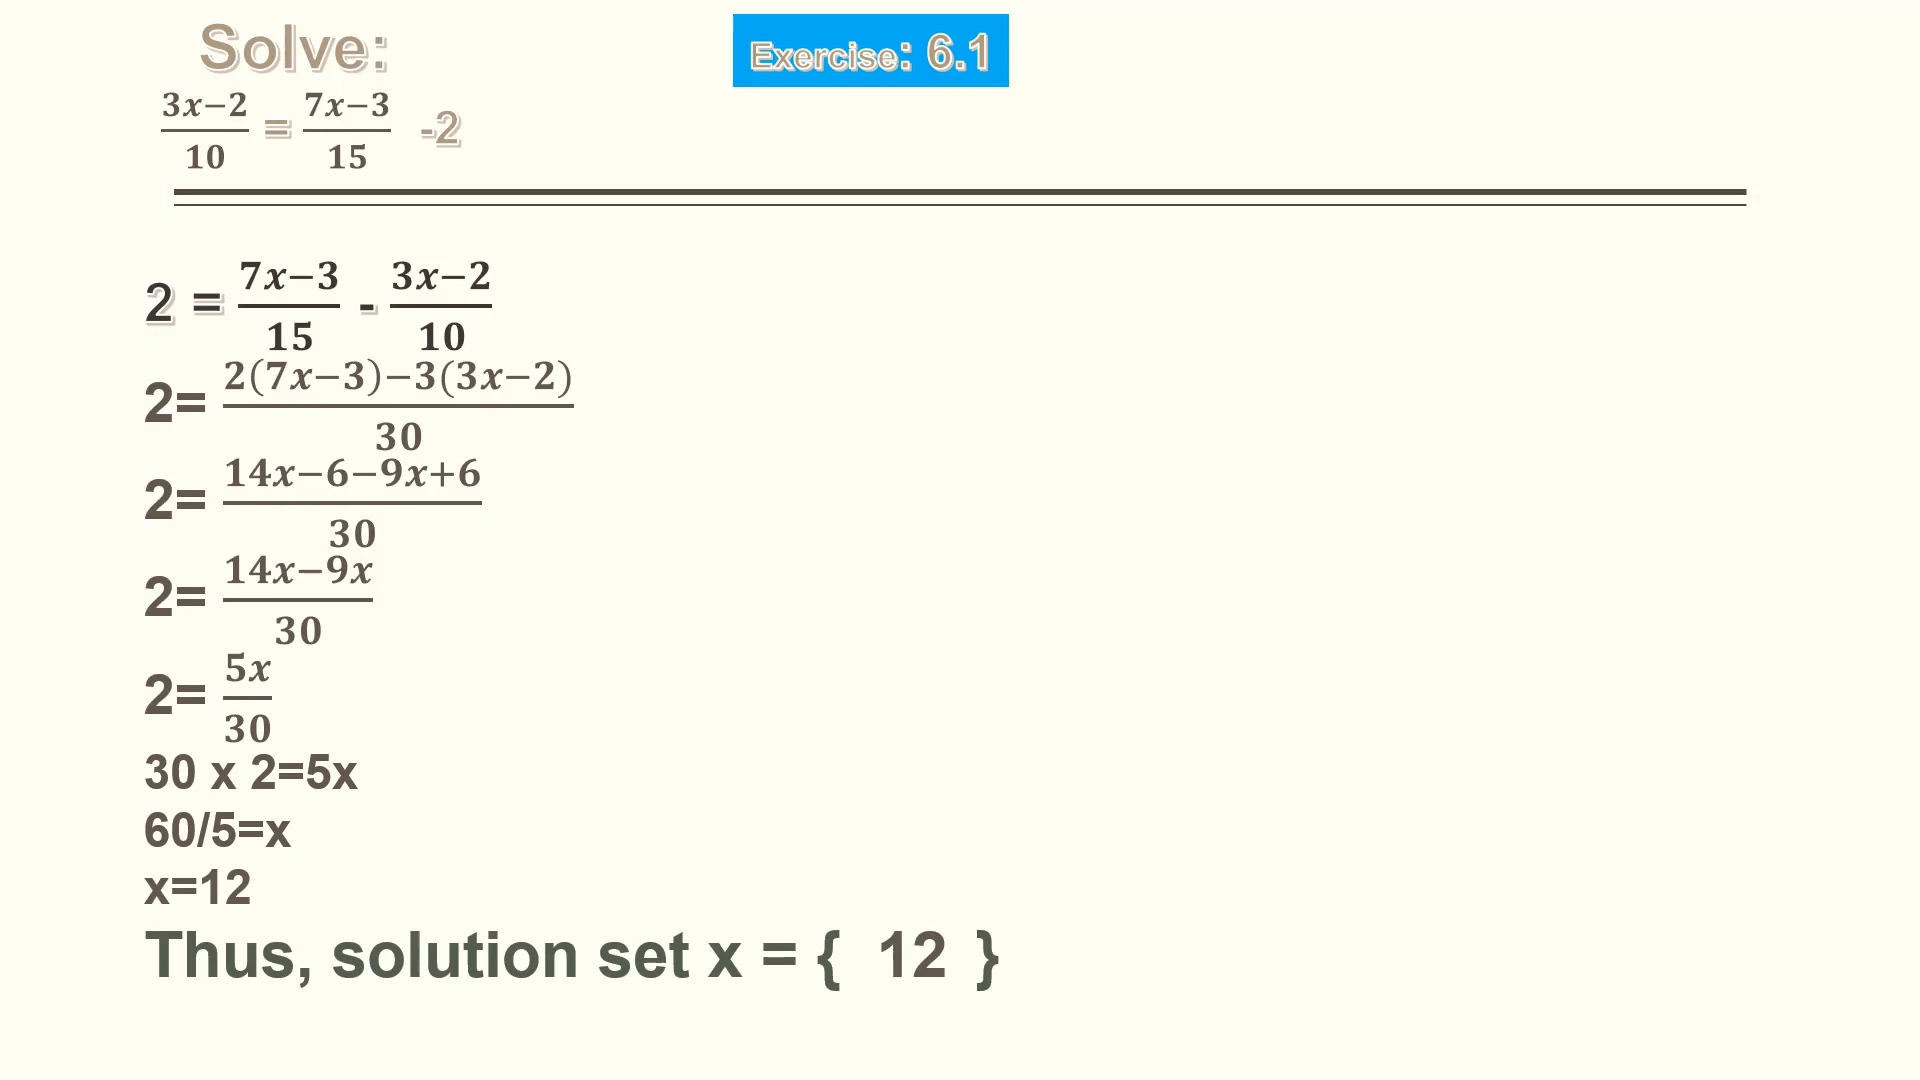 Solve:
Exercise: 6.1
(3x−2)/10 = (7x−3)/15 -2
2 = (7x−3)/15 - (3x−2)/10
2= (2(7x−3)−3(3x−2))/30
2= (14x−6−9x+6)/30
2= (14x−9x)/30
2= 5x/30
30 x 2=5x
60/5=x
x=12
Thus, solution set x = { 12 }